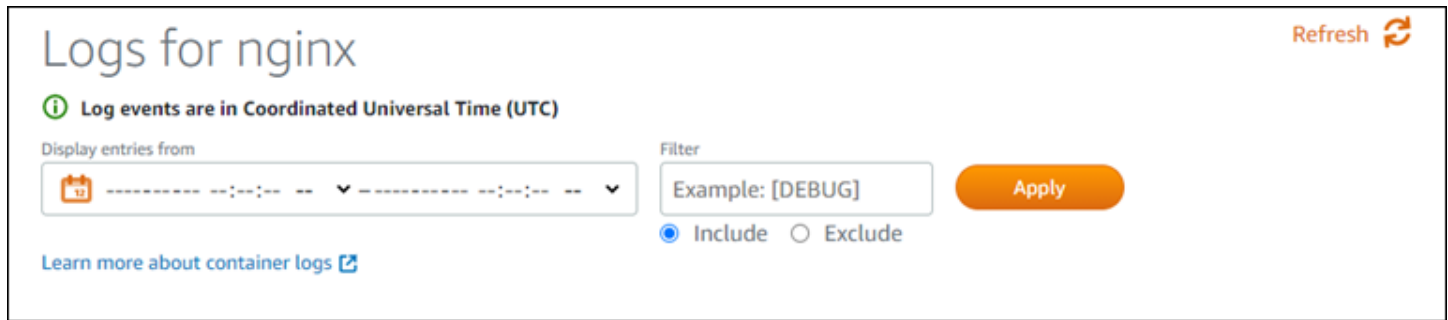 Logs for nginx
Refresh
Log events are in Coordinated Universal Time (UTC)
Display entries from
Filter
12 ---------- --:--:-- -- – ---------- --:--:-- --
Example: [DEBUG]
Apply
Include Exclude
Learn more about container logs